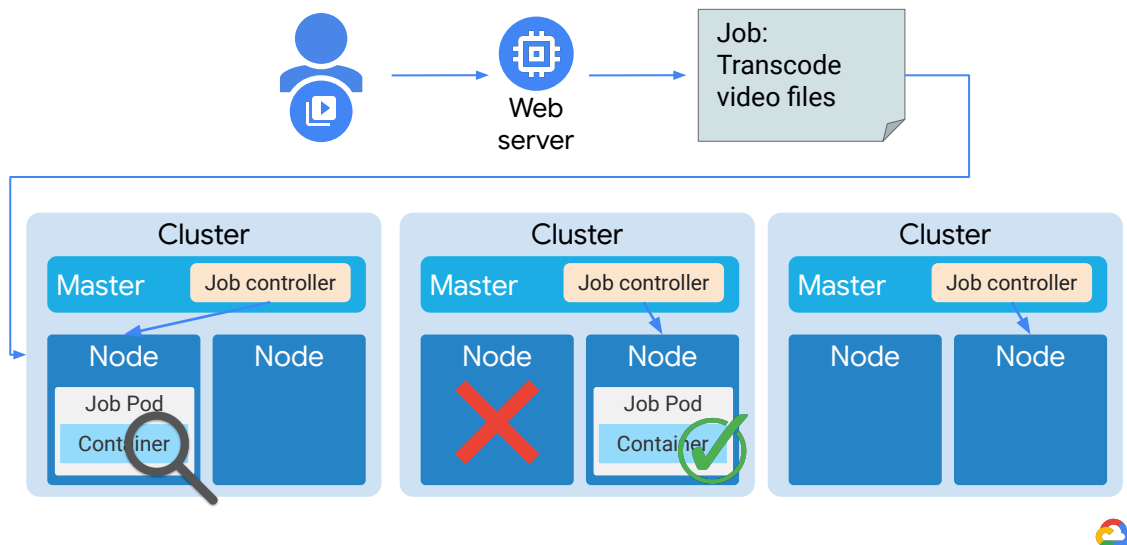 Job:
Transcode
video files
Web
server
Cluster
Master
Job controller
Node
Node
Job Pod
Container
Cluster
Master
Job controller
Node
Node
Job Pod
Container
Cluster
Master
Job controller
Node
Node